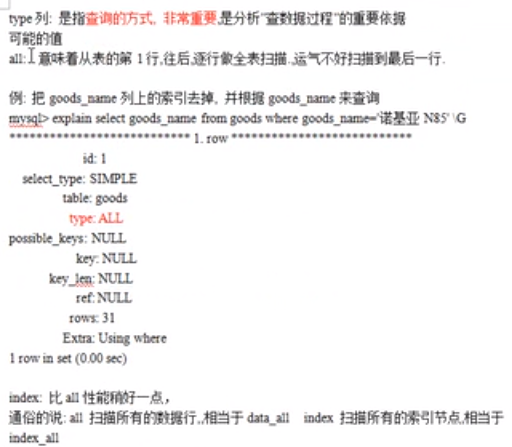 type 列: 是指查询的方式, 非常重要,是分析"查数据过程"的重要依据
可能的值
all: 意味着从表的第 1 行,往后,逐行做全表扫描.,运气不好扫描到最后一行.
例: 把 goods_name 列上的索引去掉, 并根据 goods_name 来查询
mysql> explain select goods_name from goods where goods_name='诺基亚 N85' \G
*************************** 1. row ***************************
id: 1
select_type: SIMPLE
table: goods
type: ALL
possible_keys: NULL
key: NULL
key_len: NULL
ref: NULL
rows: 31
Extra: Using where
1 row in set (0.00 sec)
index: 比 all 性能稍好一点,
通俗的说: all 扫描所有的数据行,,相当于 data_all index 扫描所有的索引节点,相当于
index_all